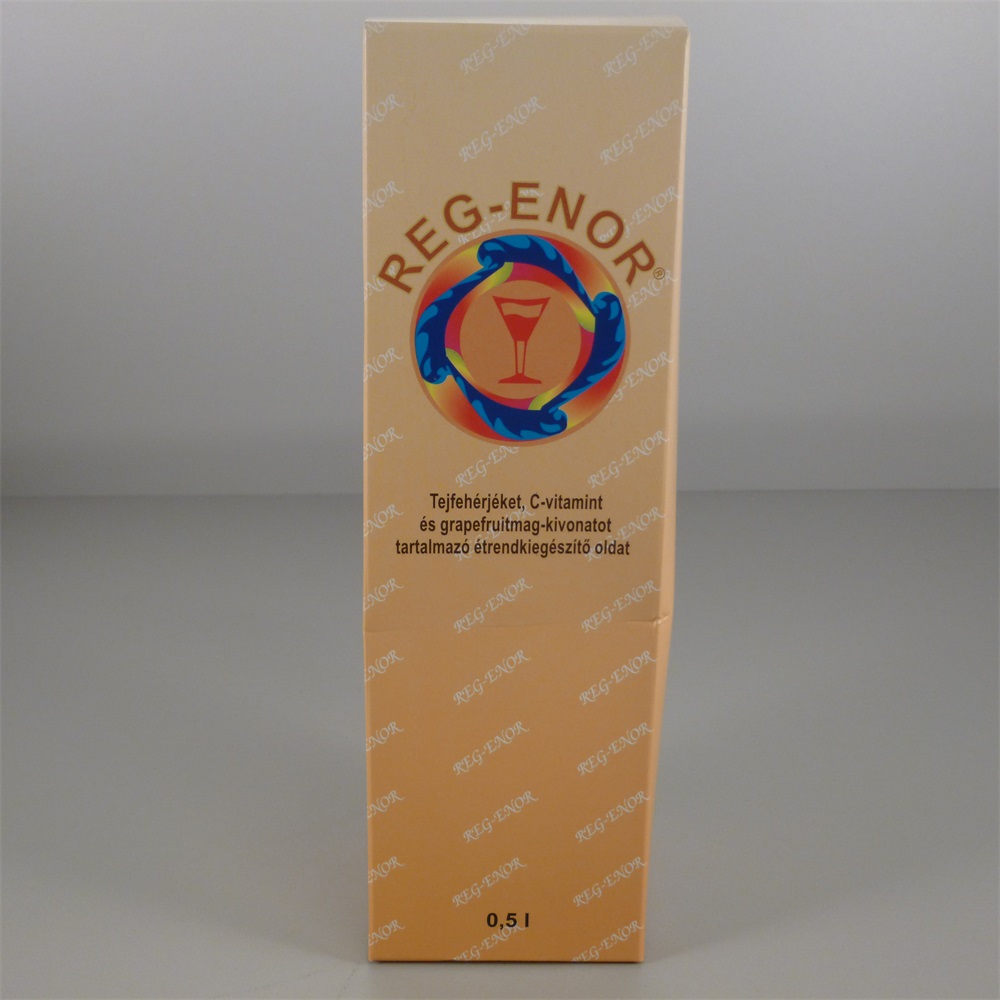 REG-ENOR®
Tejfehérjéket, C-vitamint
és grapefruitmag-kivonatot
tartalmazó étrendkiegészítő oldat
0,5 l